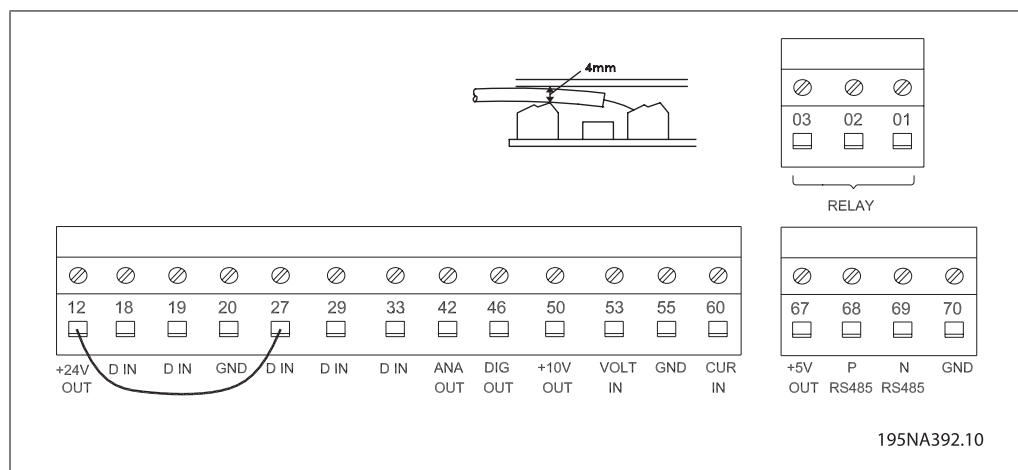 4mm
03 02 01
RELAY
12 18 19 20 27 29 33 42 46 50 53 55 60
+24V OUT D IN D IN GND D IN D IN D IN ANA OUT DIG OUT +10V OUT VOLT IN GND CUR IN
67 68 69 70
+5V OUT P RS485 N RS485 GND
195NA392.10